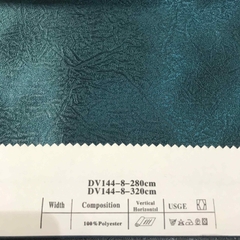 DV144-8-280cm
DV144-8-320cm
Width Composition Vertical Horizontal USGE
100%Polyester